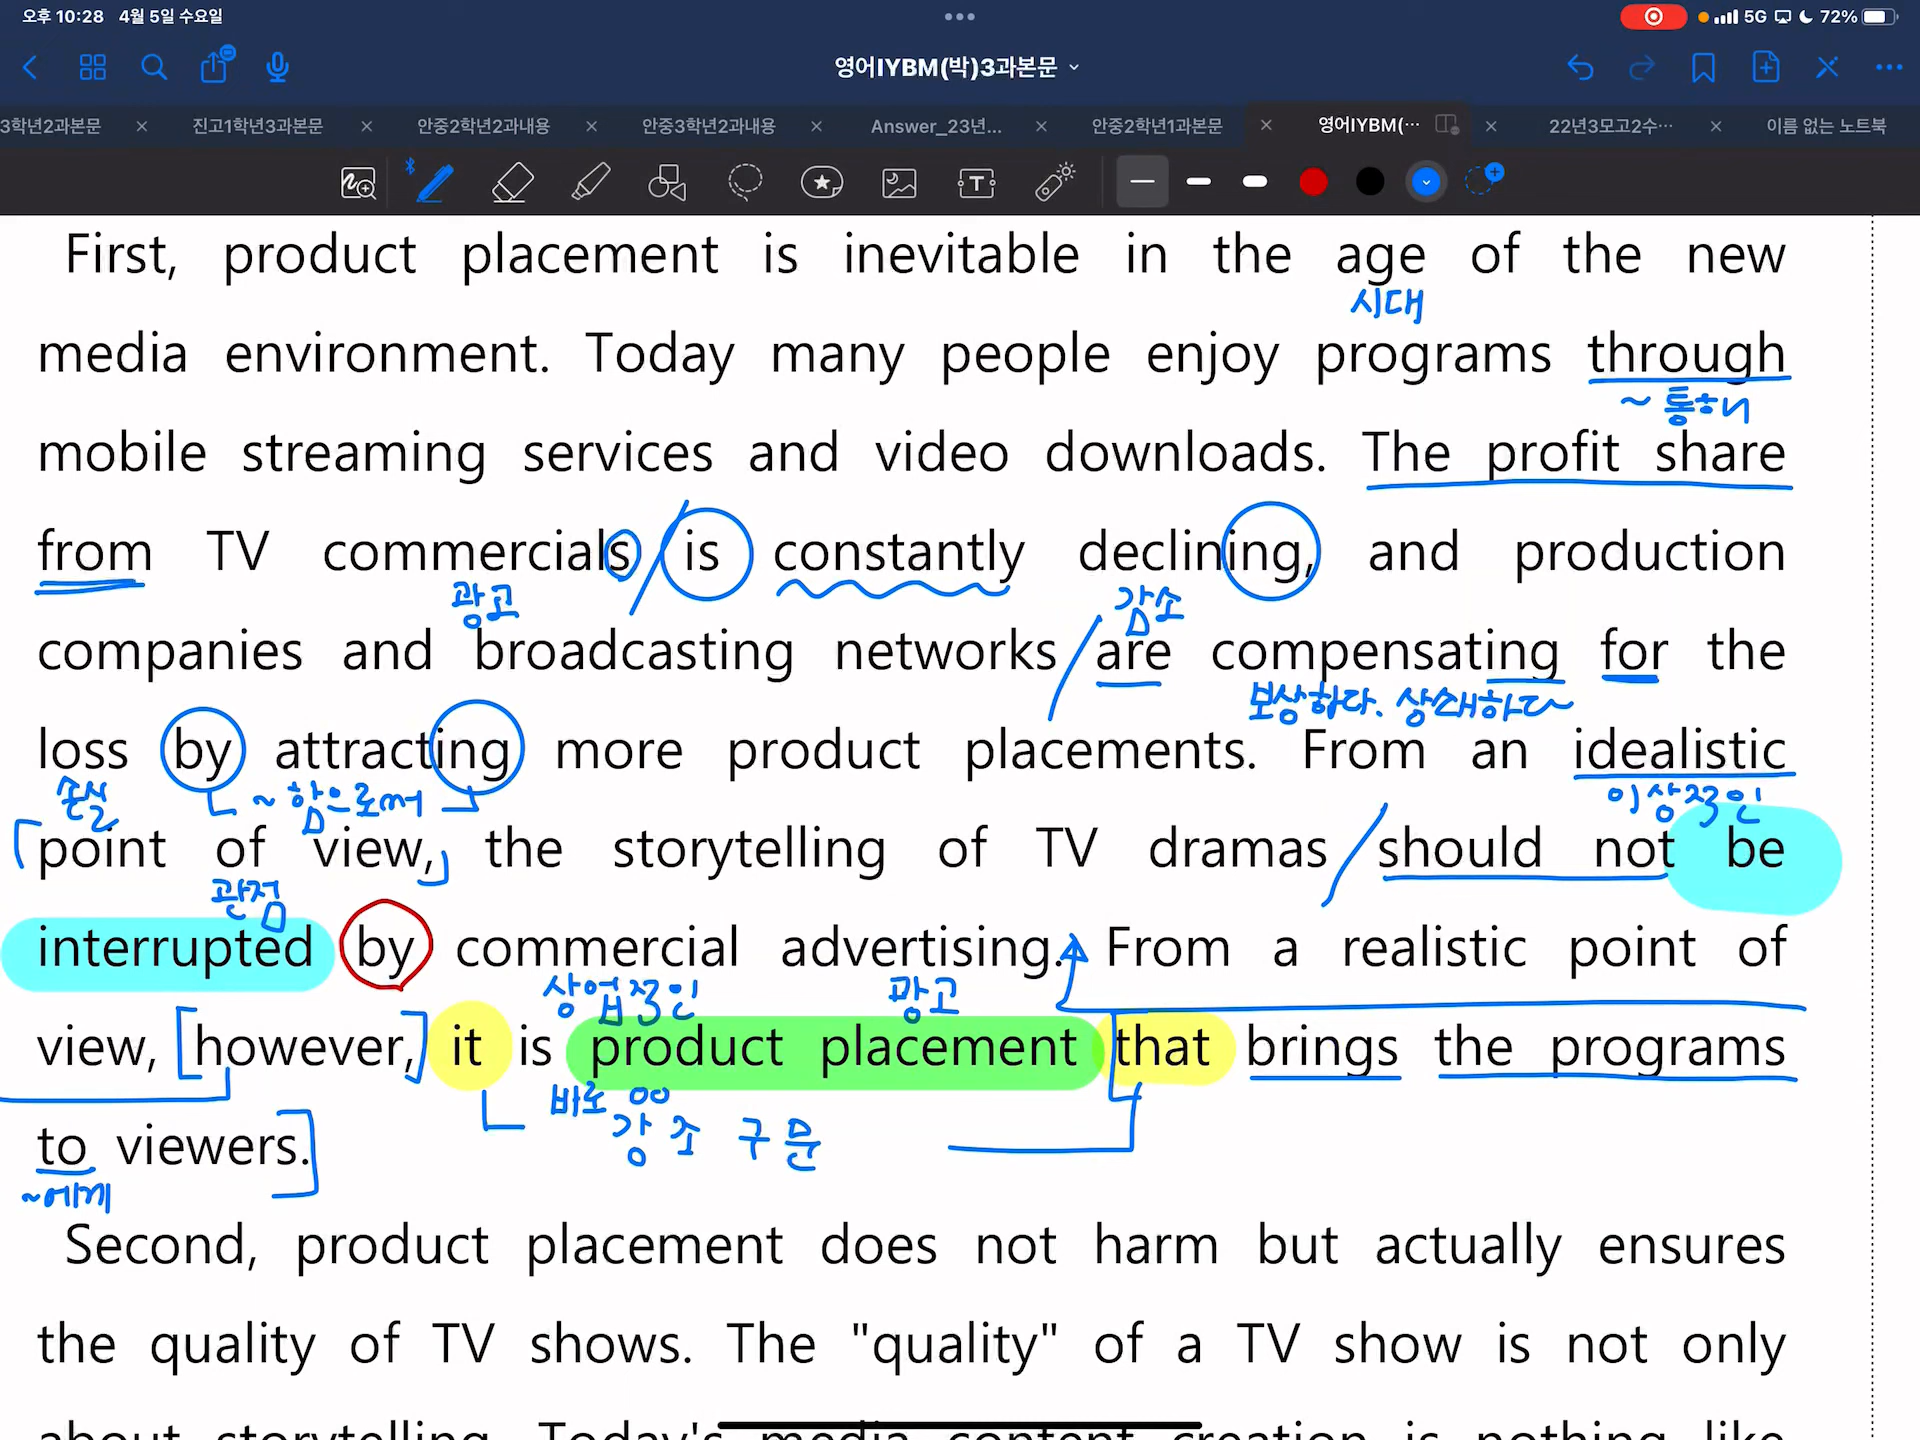 오후 10:28 4월 5일 수요일
5G 72%
영어IYBM(박)3과본문
3학년2과본문 진고1학년3과본문 안중2학년2과내용 안중3학년2과내용 Answer_23년... 안중2학년1과본문 영어IYBM(... 22년3모고2수... 이름 없는 노트북
First, product placement is inevitable in the age of the new
시대
media environment. Today many people enjoy programs through
~ 통해
mobile streaming services and video downloads. The profit share
from TV commercials is constantly declining, and production
광고 감소
companies and broadcasting networks are compensating for the
보상하다. 상쇄하다
loss by attracting more product placements. From an idealistic
손실 ~함으로써 이상적인
point of view, the storytelling of TV dramas should not be
관점
interrupted by commercial advertising. From a realistic point of
상업적인 광고
view, [however,] it is product placement that brings the programs
바로 00
강조 구문
to viewers.]
~에게
Second, product placement does not harm but actually ensures
the quality of TV shows. The "quality" of a TV show is not only
about storytelling. Today's media content creation is nothing like